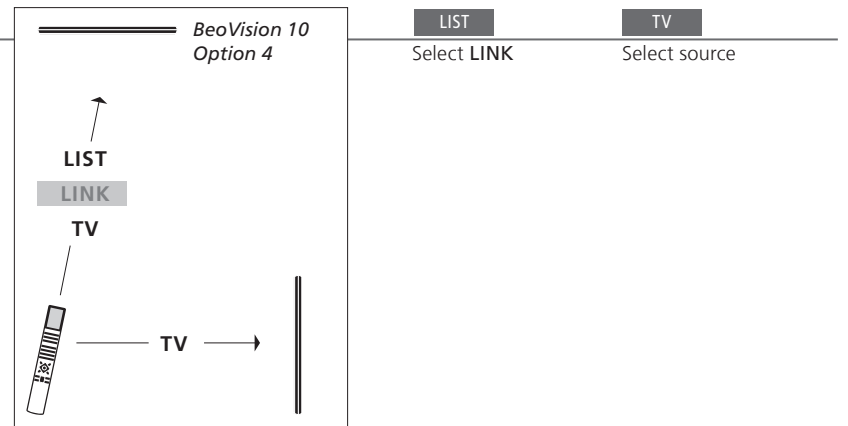 BeoVision 10
Option 4
LIST
LINK
TV
TV
LIST
Select LINK
TV
Select source